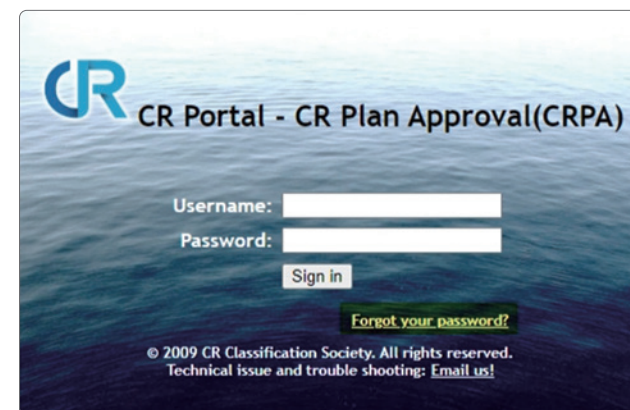 CR
CR Portal - CR Plan Approval(CRPA)
Username:
Password:
Sign in
Forgot your password?
© 2009 CR Classification Society. All rights reserved.
Technical issue and trouble shooting: Email us!